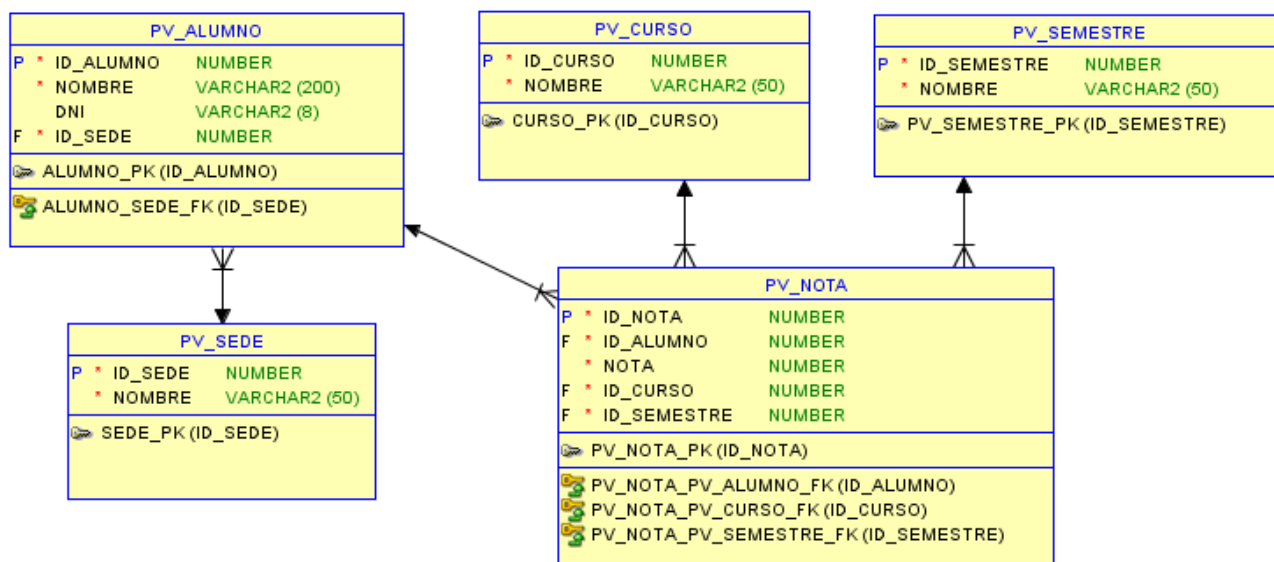 PV_ALUMNO
P * ID_ALUMNO NUMBER
* NOMBRE VARCHAR2 (200)
DNI VARCHAR2 (8)
F * ID_SEDE NUMBER
ALUMNO_PK (ID_ALUMNO)
ALUMNO_SEDE_FK (ID_SEDE)
PV_CURSO
P * ID_CURSO NUMBER
* NOMBRE VARCHAR2 (50)
CURSO_PK (ID_CURSO)
PV_SEMESTRE
P * ID_SEMESTRE NUMBER
* NOMBRE VARCHAR2 (50)
PV_SEMESTRE_PK (ID_SEMESTRE)
PV_SEDE
P * ID_SEDE NUMBER
* NOMBRE VARCHAR2 (50)
SEDE_PK (ID_SEDE)
PV_NOTA
P * ID_NOTA NUMBER
F * ID_ALUMNO NUMBER
* NOTA NUMBER
F * ID_CURSO NUMBER
F * ID_SEMESTRE NUMBER
PV_NOTA_PK (ID_NOTA)
PV_NOTA_PV_ALUMNO_FK (ID_ALUMNO)
PV_NOTA_PV_CURSO_FK (ID_CURSO)
PV_NOTA_PV_SEMESTRE_FK (ID_SEMESTRE)